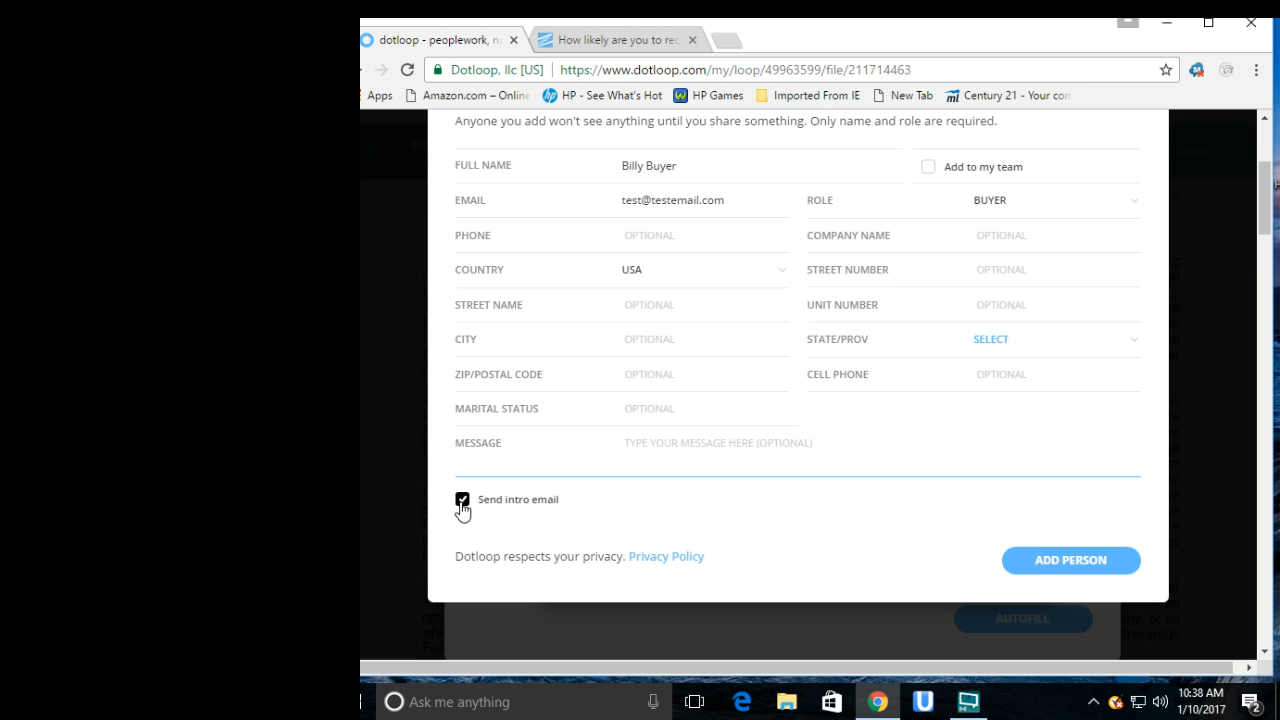 dotloop - peoplework, n
How likely are you to rec
Dotloop, llc [US] https://www.dotloop.com/my/loop/49963599/file/211714463
Apps Amazon.com – Online HP - See What's Hot HP Games Imported From IE New Tab Century 21 - Your con
Anyone you add won't see anything until you share something. Only name and role are required.
FULL NAME Billy Buyer Add to my team
EMAIL test@testemail.com ROLE BUYER
PHONE OPTIONAL COMPANY NAME OPTIONAL
COUNTRY USA STREET NUMBER OPTIONAL
STREET NAME OPTIONAL UNIT NUMBER OPTIONAL
CITY OPTIONAL STATE/PROV SELECT
ZIP/POSTAL CODE OPTIONAL CELL PHONE OPTIONAL
MARITAL STATUS OPTIONAL
MESSAGE TYPE YOUR MESSAGE HERE (OPTIONAL)
Send intro email
Dotloop respects your privacy. Privacy Policy ADD PERSON
AUTOFILL
Ask me anything
10:38 AM
1/10/2017
2